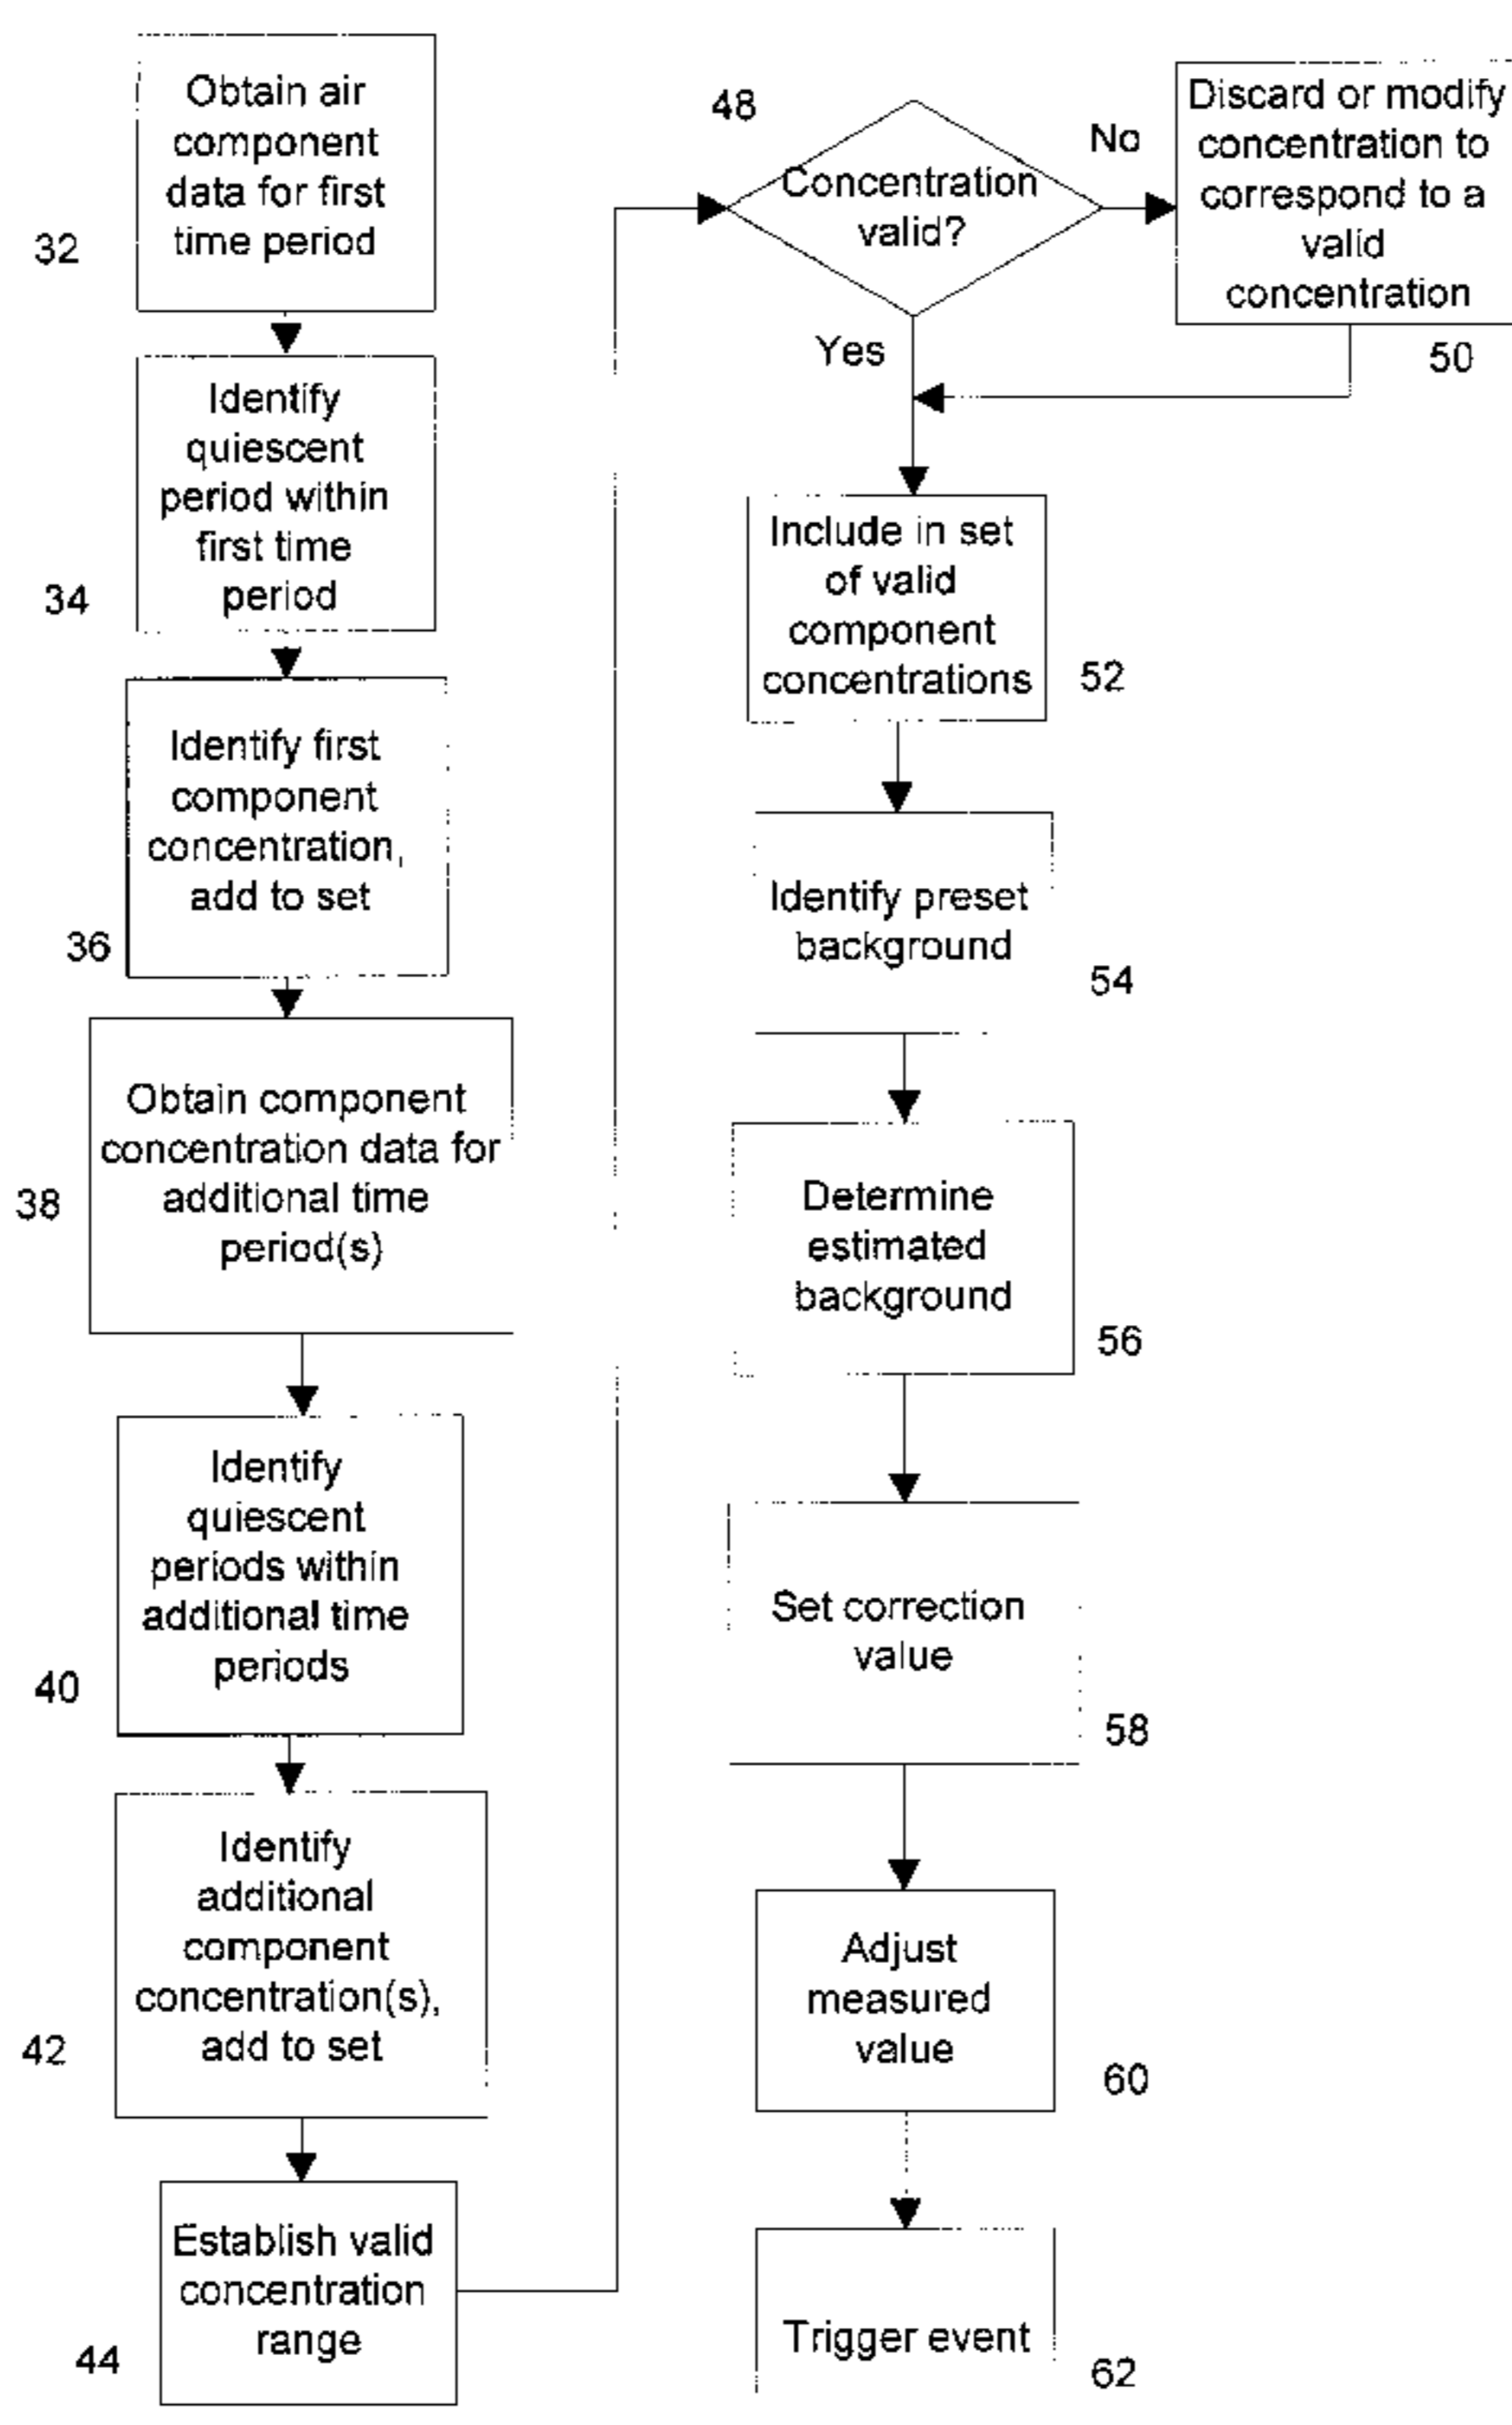 Obtain air
component
data for first
time period
32
Identify
quiescent
period within
first time
period
34
Identify first
component
concentration,
add to set
36
Obtain component
concentration data for
additional time
period(s)
38
Identify
quiescent
periods within
additional time
periods
40
Identify
additional
component
concentration(s),
add to set
42
Establish valid
concentration
range
44
48
Concentration
valid?
No
Yes
Discard or modify
concentration to
correspond to a
valid
concentration
50
Include in set
of valid
component
concentrations
52
Identify preset
background
54
Determine
estimated
background
56
Set correction
value
58
Adjust
measured
value
60
Trigger event
62